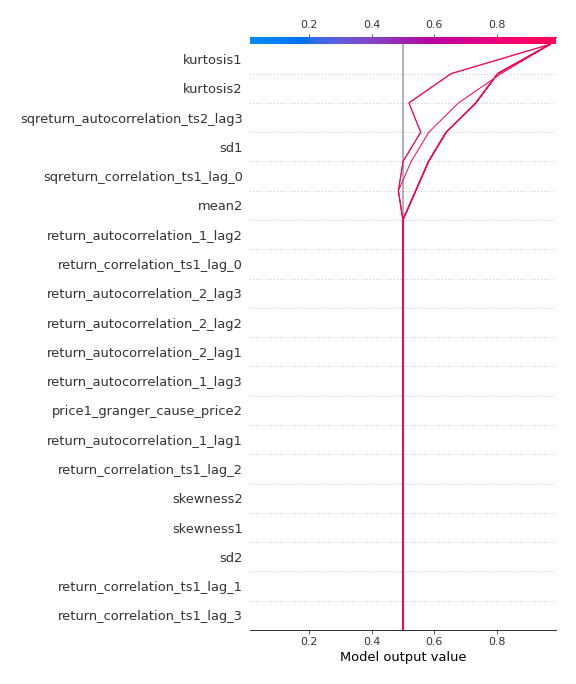 0.2 0.4 0.6 0.8
kurtosis1
kurtosis2
sqreturn_autocorrelation_ts2_lag3
sd1
sqreturn_correlation_ts1_lag_0
mean2
return_autocorrelation_1_lag2
return_correlation_ts1_lag_0
return_autocorrelation_2_lag3
return_autocorrelation_2_lag2
return_autocorrelation_2_lag1
return_autocorrelation_1_lag3
price1_granger_cause_price2
return_autocorrelation_1_lag1
return_correlation_ts1_lag_2
skewness2
skewness1
sd2
return_correlation_ts1_lag_1
return_correlation_ts1_lag_3
0.2 0.4 0.6 0.8
Model output value